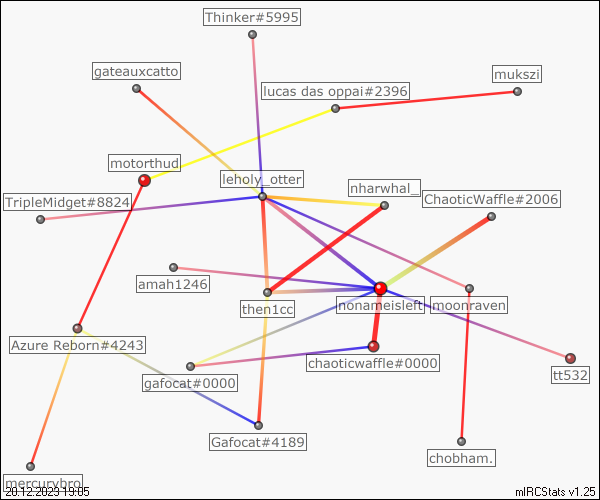 Thinker#5995
gateauxcatto
mukszi
lucas das oppai#2396
motorthud
leholy_otter
nharwhal_
TripleMidget#8824
ChaoticWaffle#2006
amah1246
then1cc
nonameisleft
moonraven
Azure Reborn#4243
chaoticwaffle#0000
gafocat#0000
tt532
Gafocat#4189
chobham.
mercurybro
20.12.2023 19:05
mIRCStats v1.25